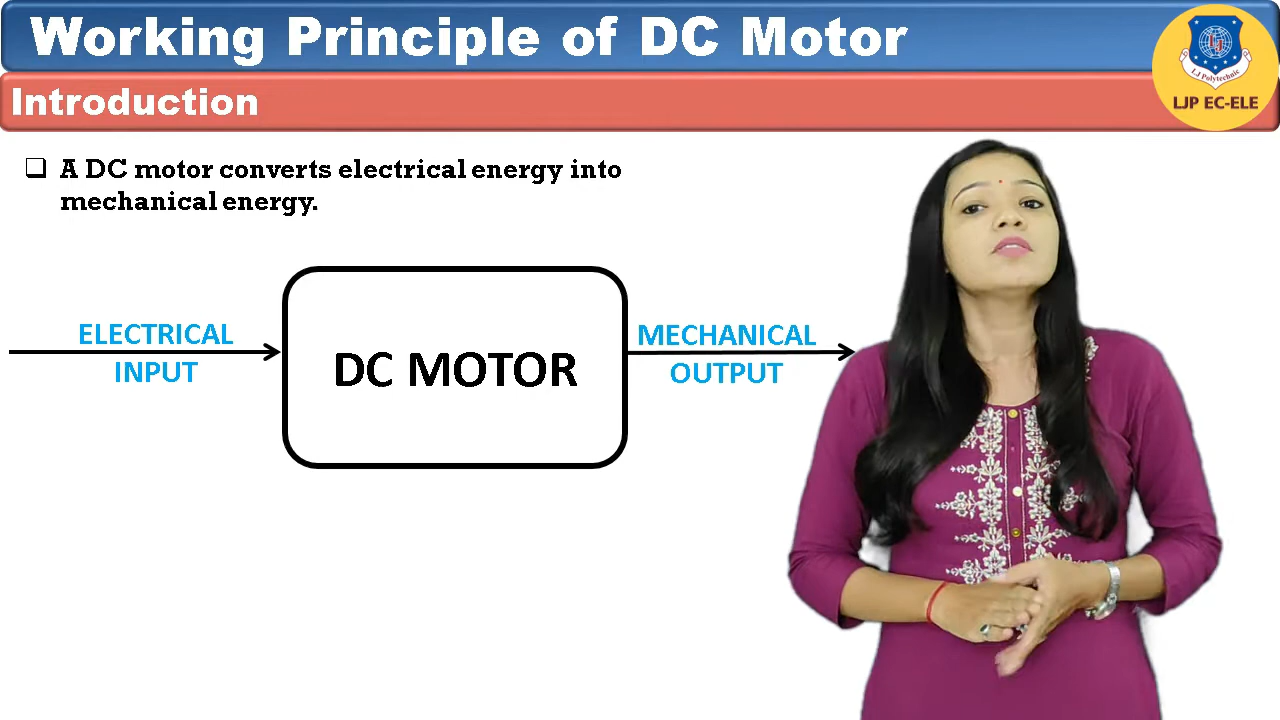 Working Principle of DC Motor
Introduction
L.J Polytechnic
LJP EC-ELE
❑ A DC motor converts electrical energy into
mechanical energy.
ELECTRICAL
INPUT
DC MOTOR
MECHANICAL
OUTPUT